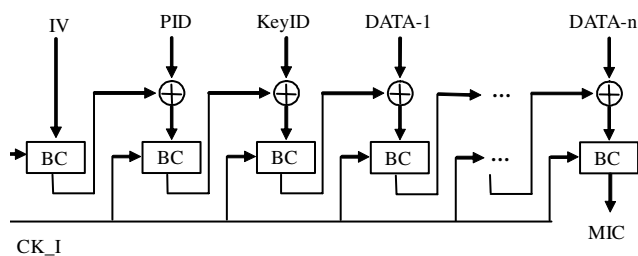 IV PID KeyID DATA-1 DATA-n
...
BC BC BC BC ... BC
CK_I MIC